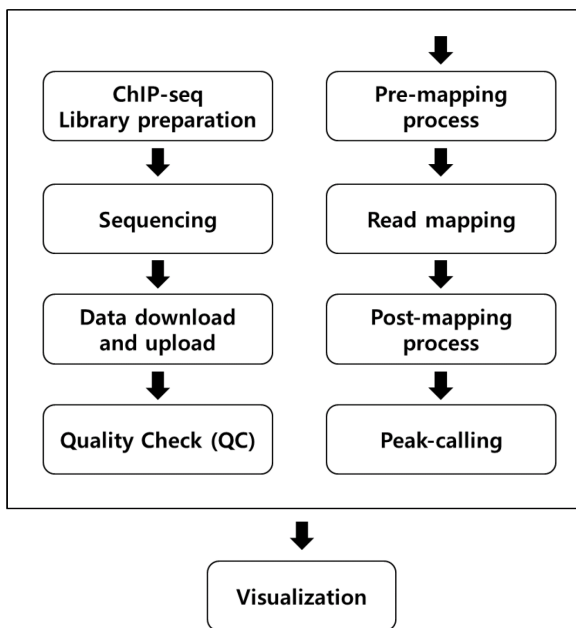 ChIP-seq
Library preparation
Sequencing
Data download
and upload
Quality Check (QC)
Pre-mapping
process
Read mapping
Post-mapping
process
Peak-calling
Visualization